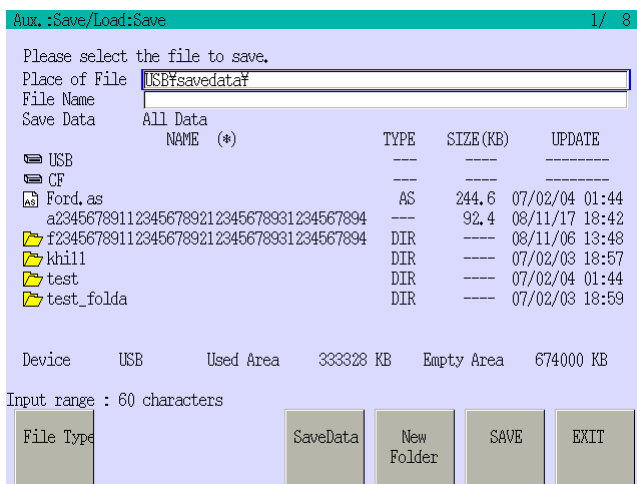 Aux.:Save/Load:Save 1/ 8
Please select the file to save.
Place of File USB¥savedata¥
File Name
Save Data All Data
NAME (*) TYPE SIZE(KB) UPDATE
USB --- ---- --------
CF --- ---- --------
AS Ford.as AS 244.6 07/02/04 01:44
a234567891123456789212345678931234567894 --- 92.4 08/11/17 18:42
f234567891123456789212345678931234567894 DIR ---- 08/11/06 13:48
khi11 DIR ---- 07/02/03 18:57
test DIR ---- 07/02/04 01:44
test_folda DIR ---- 07/02/03 18:59
Device USB Used Area 333328 KB Empty Area 674000 KB
Input range : 60 characters
File Type SaveData New SAVE EXIT
Folder